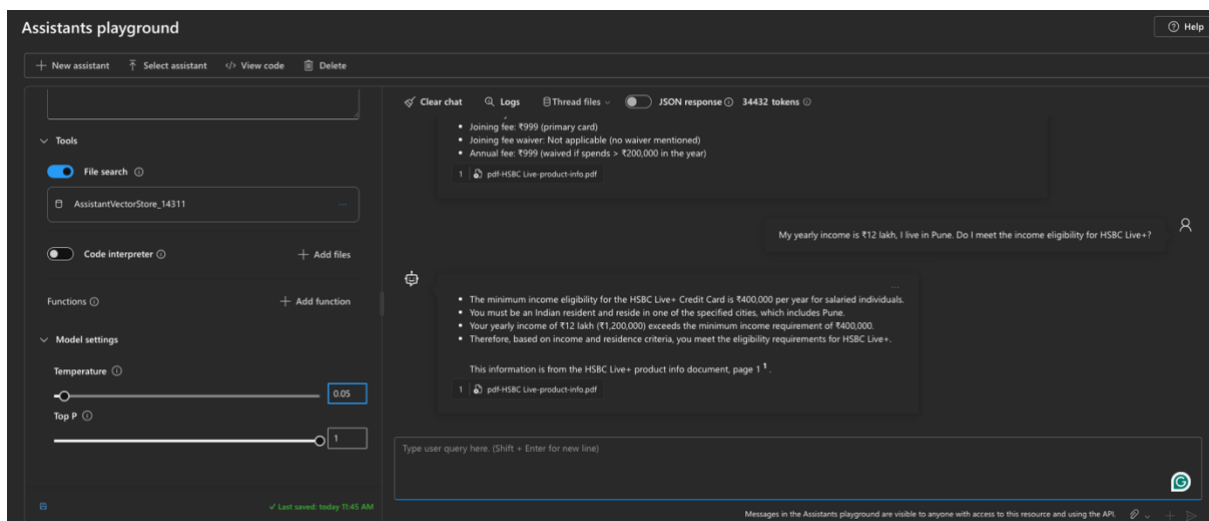 Assistants playground
Help
New assistant
Select assistant
</> View code
Delete
Clear chat
Logs
Thread files
JSON response
34432 tokens
Tools
File search
AssistantVectorStore_14311
Code interpreter
+ Add files
Functions
+ Add function
Model settings
Temperature
0.05
Top P
1
✓ Last saved: today 11:45 AM
• Joining fee: ₹999 (primary card)
• Joining fee waiver: Not applicable (no waiver mentioned)
• Annual fee: ₹999 (waived if spends > ₹200,000 in the year)
1 pdf-HSBC Live-product-info.pdf
My yearly income is ₹12 lakh, I live in Pune. Do I meet the income eligibility for HSBC Live+?
• The minimum income eligibility for the HSBC Live+ Credit Card is ₹400,000 per year for salaried individuals.
• You must be an Indian resident and reside in one of the specified cities, which includes Pune.
• Your yearly income of ₹12 lakh (₹1,200,000) exceeds the minimum income requirement of ₹400,000.
• Therefore, based on income and residence criteria, you meet the eligibility requirements for HSBC Live+.
This information is from the HSBC Live+ product info document, page 1 1.
1 pdf-HSBC Live-product-info.pdf
Type user query here. (Shift + Enter for new line)
Messages in the Assistants playground are visible to anyone with access to this resource and using the API.